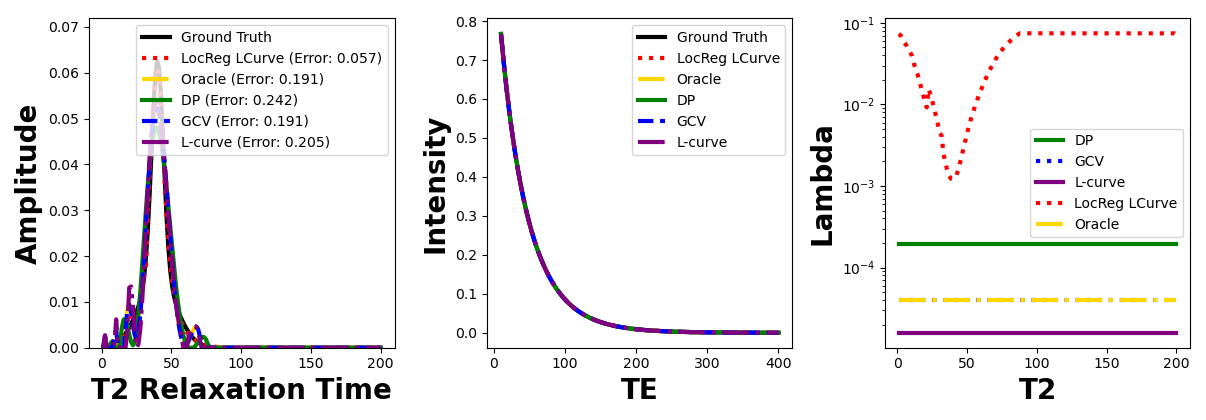 0.07
0.06
0.05
0.04
0.03
0.02
0.01
0.00
Amplitude
Ground Truth
LocReg LCurve (Error: 0.057)
Oracle (Error: 0.191)
DP (Error: 0.242)
GCV (Error: 0.191)
L-curve (Error: 0.205)
0 50 100 150 200
T2 Relaxation Time
0.8
0.7
0.6
0.5
0.4
0.3
0.2
0.1
0.0
Intensity
Ground Truth
LocReg LCurve
Oracle
DP
GCV
L-curve
0 100 200 300 400
TE
10⁻¹
10⁻²
10⁻³
10⁻⁴
Lambda
DP
GCV
L-curve
LocReg LCurve
Oracle
0 50 100 150 200
T2